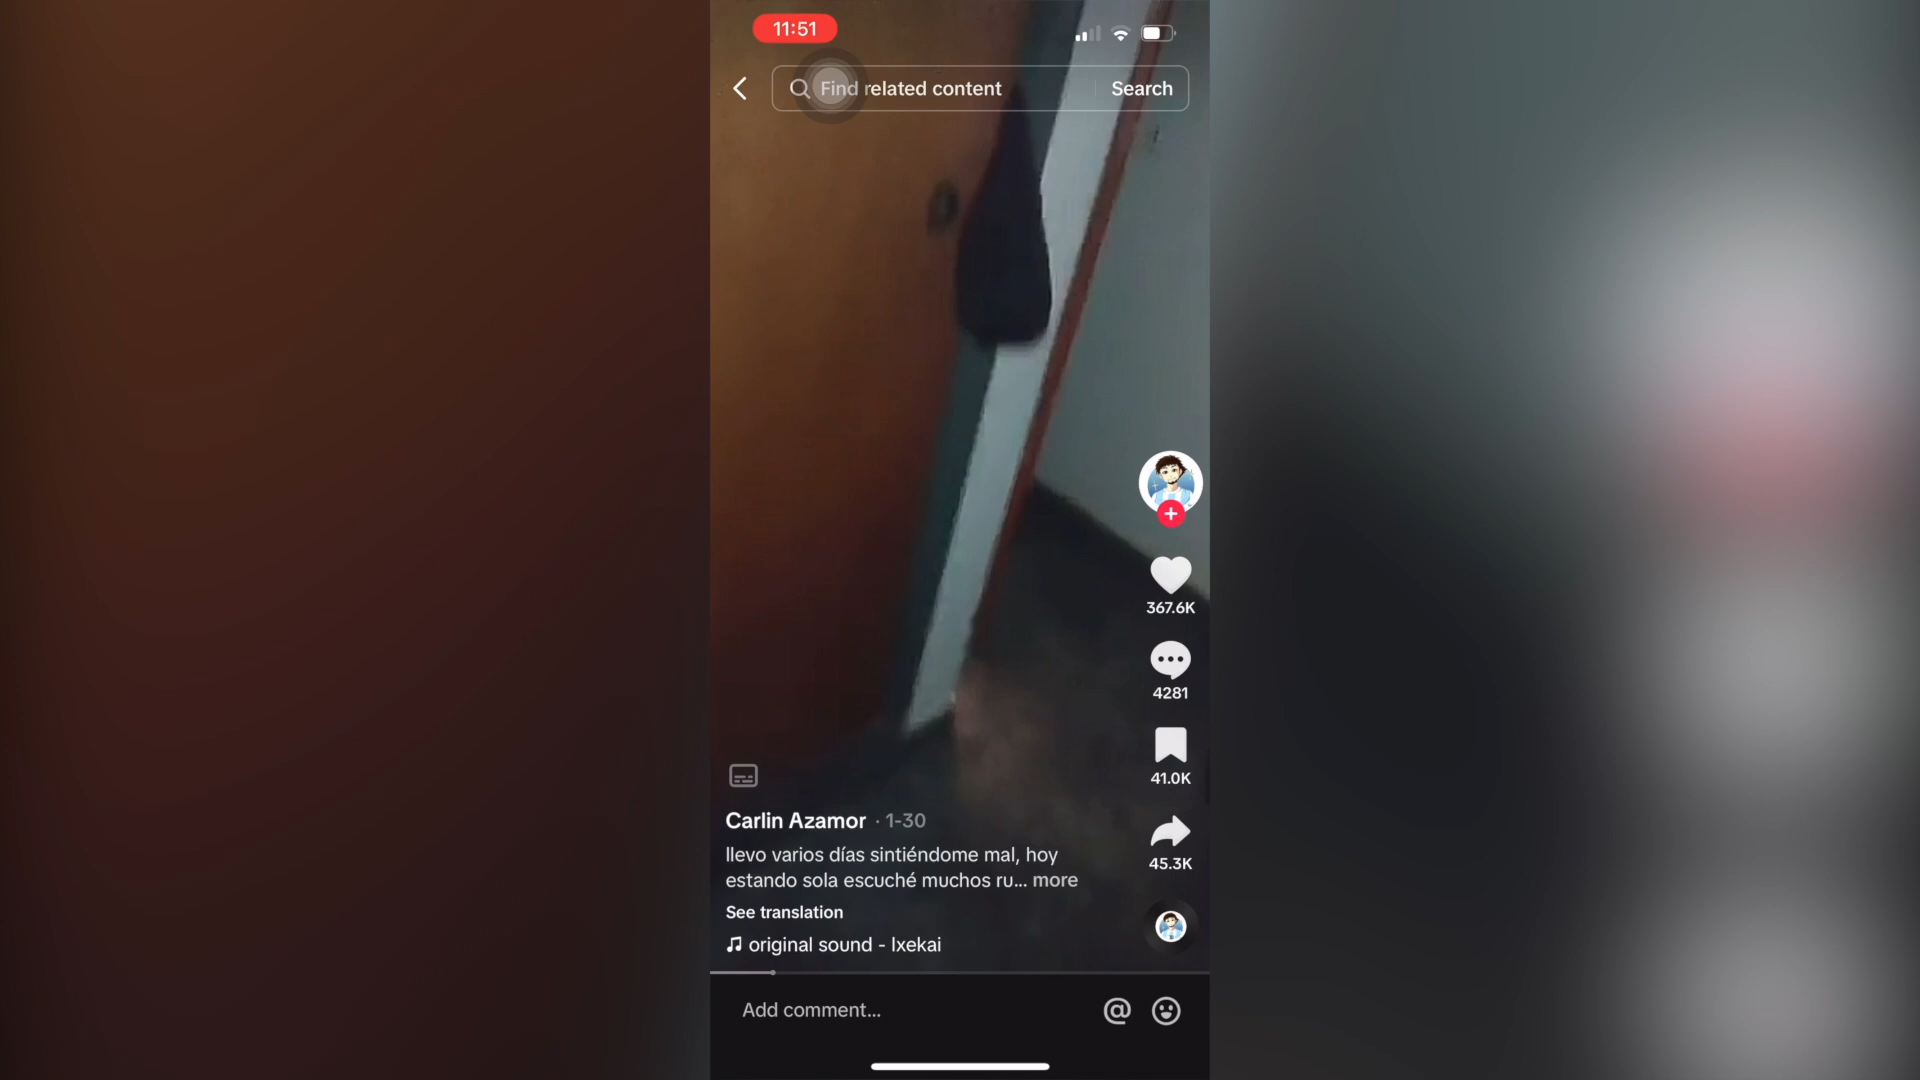 11:51
Find related content
Search
367.6K
4281
41.0K
45.3K
Carlin Azamor · 1-30
llevo varios días sintiéndome mal, hoy
estando sola escuché muchos ru... more
See translation
original sound - lxekai
Add comment...
@